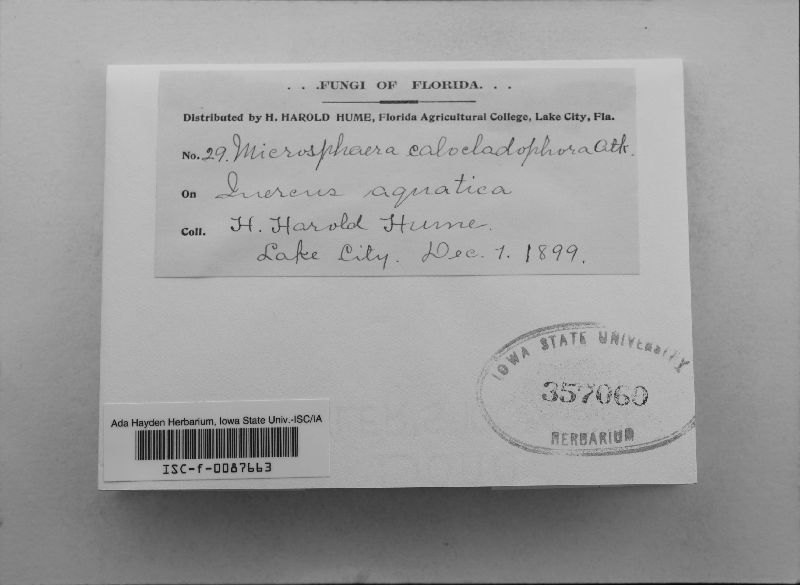 . . .FUNGI OF FLORIDA. . .
Distributed by H. HAROLD HUME, Florida Agricultural College, Lake City, Fla.
No. 29. Microsphaera calocladophora Atk.
On Quercus aquatica
Coll. H. Harold Hume.
Lake City. Dec. 7. 1899.
IOWA STATE UNIVERSITY
357060
HERBARIUM
Ada Hayden Herbarium, Iowa State Univ.-ISC/IA
ISC-f-0087663